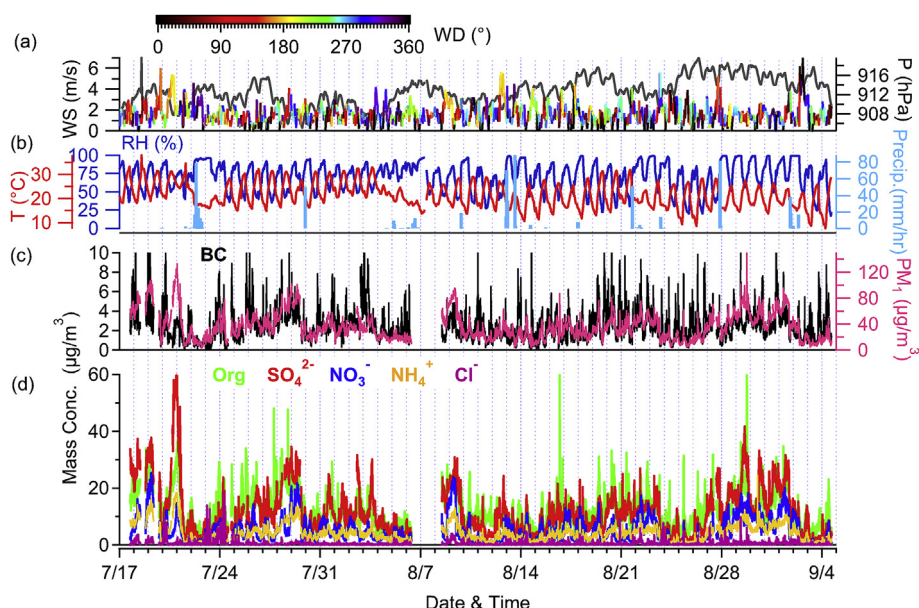 0 90 180 270 360 WD (°)
(a)
WS (m/s)
6
4
2
0
916
912
908
P (hPa)
(b)
RH (%)
T (°C)
30
20
10
100
75
50
25
0
80
60
40
20
0
Precip.(mm/hr)
(c)
BC
10
8
6
4
2
0
120
80
40
0
PM₁ (μg/m³)
(μg/m³)
(d)
Org SO₄²⁻ NO₃⁻ NH₄⁺ Cl⁻
Mass Conc.
60
40
20
0
7/17 7/24 7/31 8/7 8/14 8/21 8/28 9/4
Date & Time